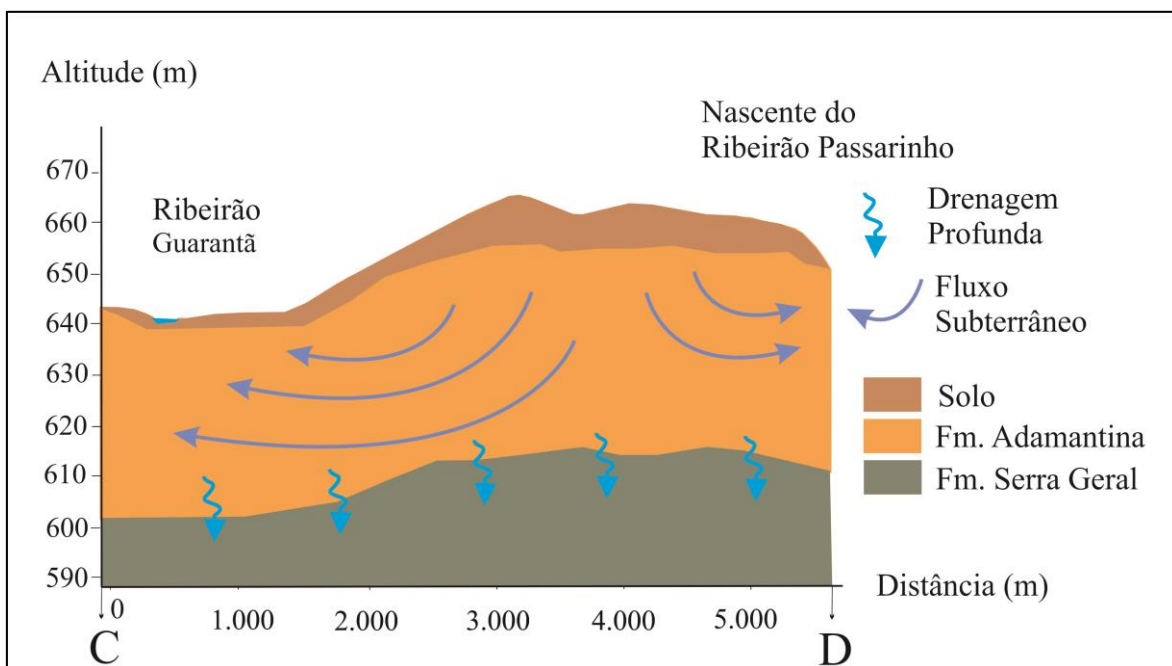 Altitude (m)
670
660
650
640
630
620
610
600
590
Ribeirão
Guarantã
Nascente do
Ribeirão Passarinho
Drenagem
Profunda
Fluxo
Subterrâneo
Solo
Fm. Adamantina
Fm. Serra Geral
0
1.000
2.000
3.000
4.000
5.000
Distância (m)
C
D